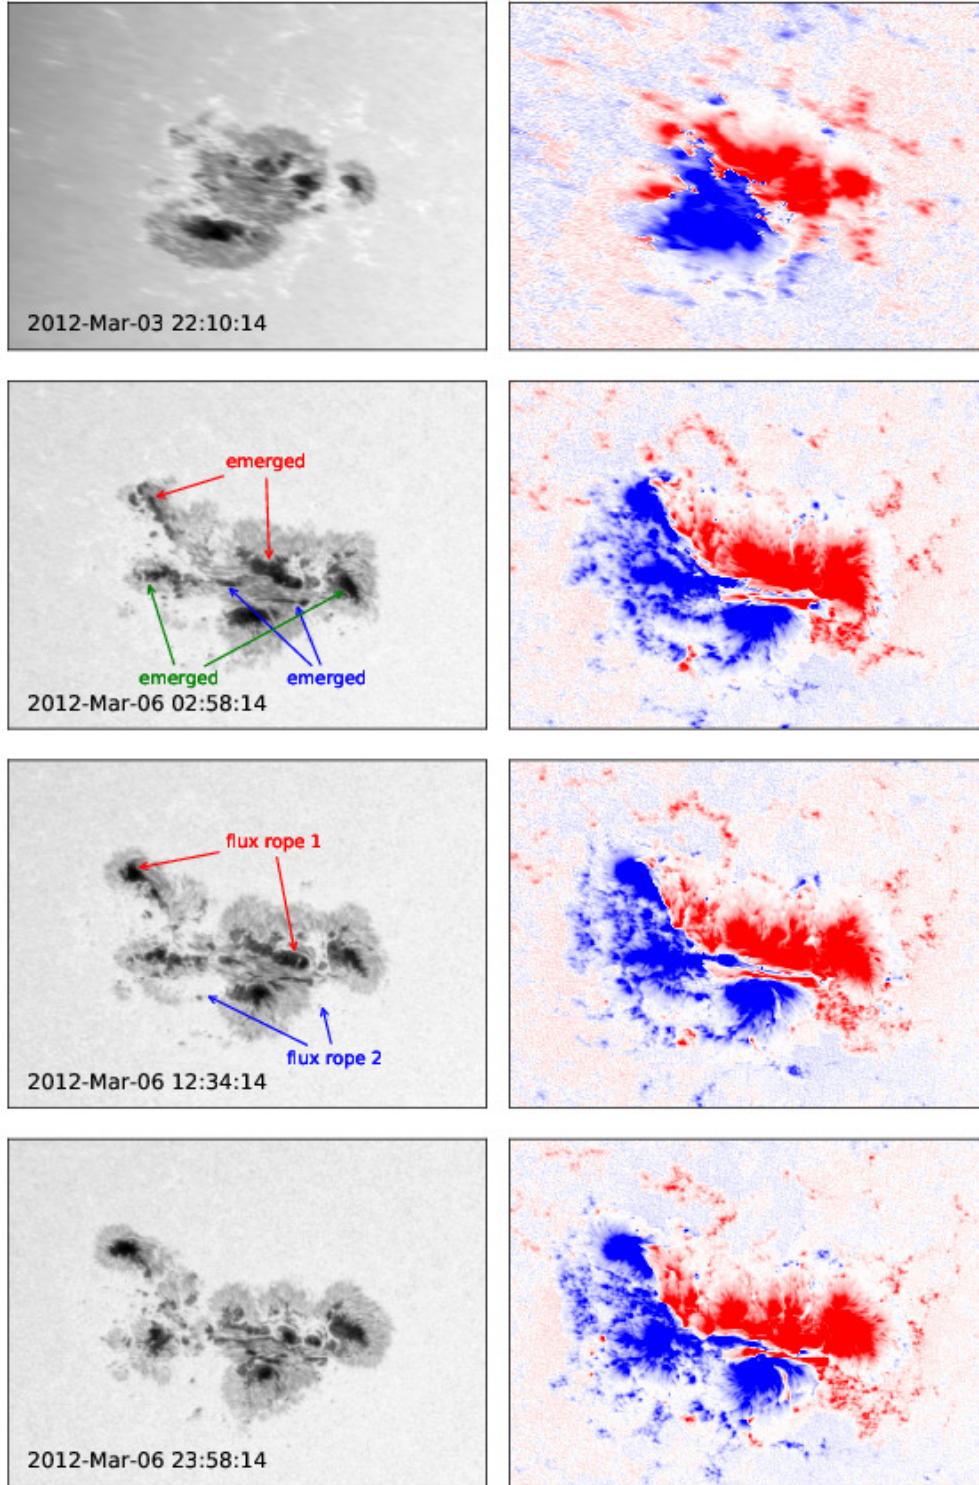 2012-Mar-03 22:10:14
emerged
emerged
emerged
2012-Mar-06 02:58:14
flux rope 1
flux rope 2
2012-Mar-06 12:34:14
2012-Mar-06 23:58:14